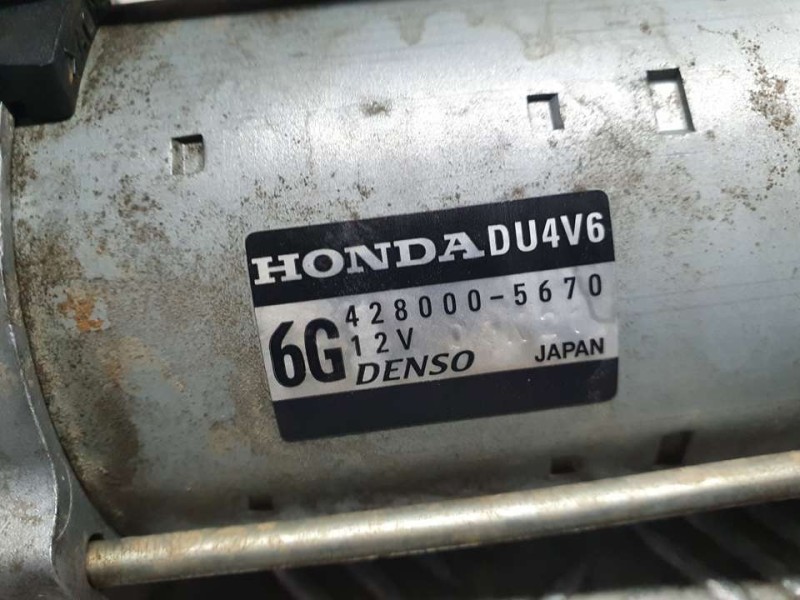 HONDA DU4V6
428000-5670
6G 12V
DENSO JAPAN